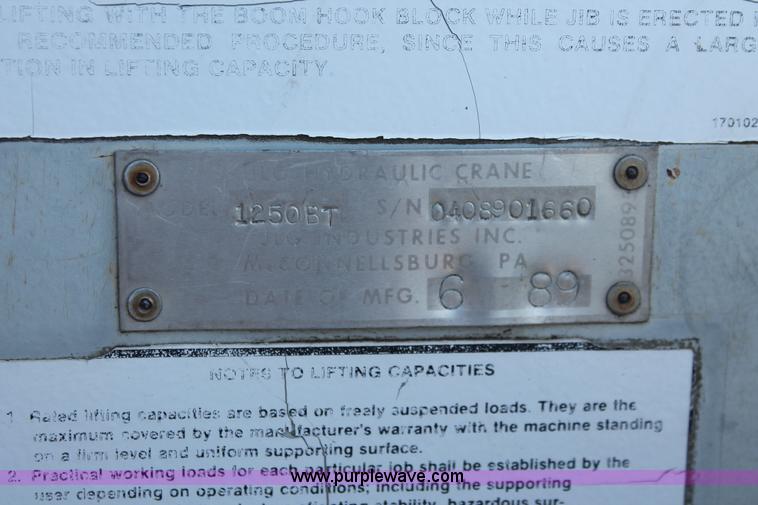 LIFTING WITH THE BOOM HOOK BLOCK WHILE JIB IS ERECTED
RECOMMENDED PROCEDURE, SINCE THIS CAUSES A LARG
TION IN LIFTING CAPACITY.
170102
HYDRAULIC CRANE
1250BT S/N 0408901660
JLG INDUSTRIES INC.
McCONNELLSBURG PA
DATE OF MFG. 6 89
NOTES TO LIFTING CAPACITIES
1 Rated lifting capacities are based on freely suspended loads. They are the
maximum covered by the manufacturer's warranty with the machine standing
on a firm level and uniform supporting surface.
2. Practical working loads for each particular job shall be established by the
user depending on operating conditions; including the supporting
stability, hazardous sur-
www.purplewave.com